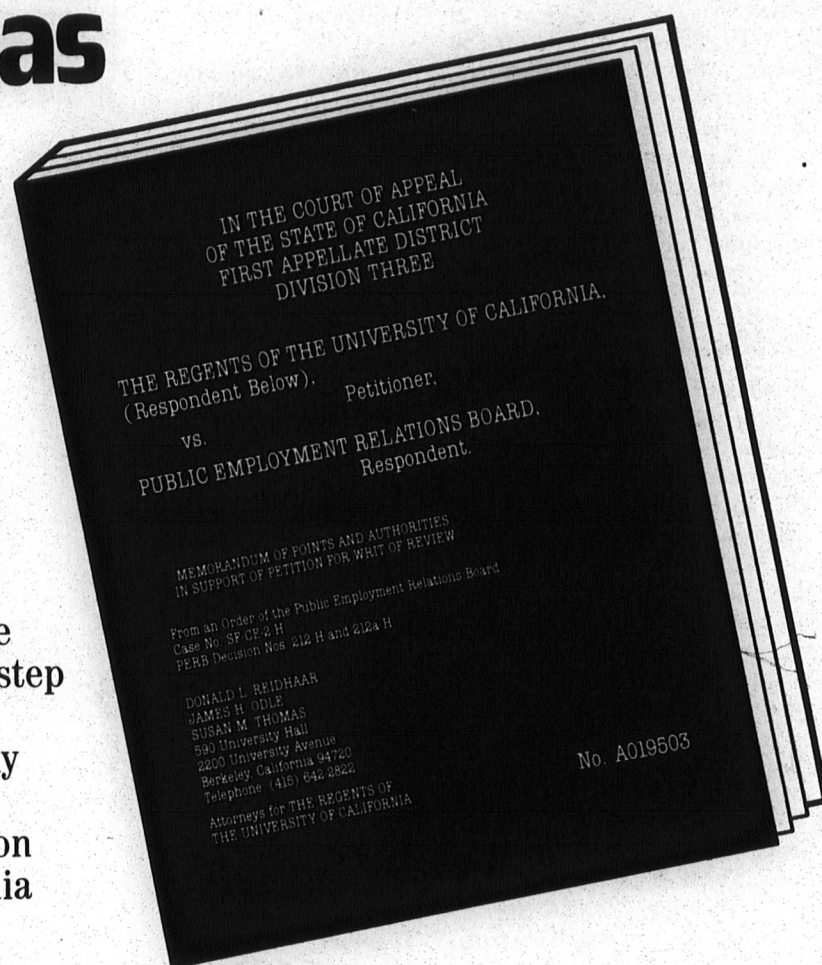 as
IN THE COURT OF APPEAL
OF THE STATE OF CALIFORNIA
FIRST APPELLATE DISTRICT
DIVISION THREE
THE REGENTS OF THE UNIVERSITY OF CALIFORNIA,
(Respondent Below),
Petitioner,
vs.
PUBLIC EMPLOYMENT RELATIONS BOARD,
Respondent.
MEMORANDUM OF POINTS AND AUTHORITIES
IN SUPPORT OF PETITION FOR WRIT OF REVIEW
From an Order of the Public Employment Relations Board
Case No. SF-CE-2 H
PERB Decision Nos. 212 H and 212a H
DONALD L. REIDHAAR
JAMES H. ODLE
SUSAN M. THOMAS
590 University Hall
2200 University Avenue
Berkeley, California 94720
Telephone: (415) 642-2822
Attorneys for THE REGENTS OF
THE UNIVERSITY OF CALIFORNIA
No. A019503
step